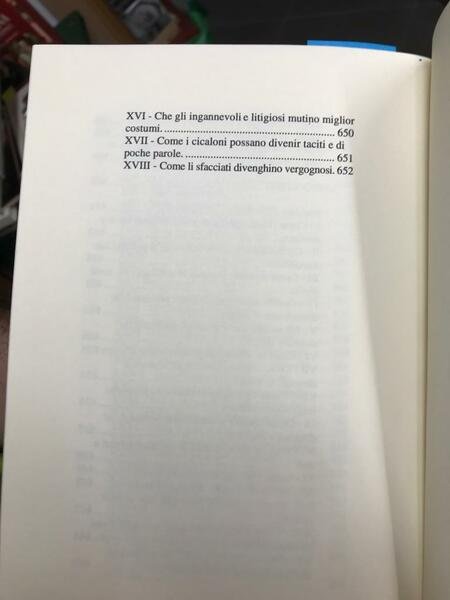 XVI - Che gli ingannevoli e litigiosi mutino miglior
costumi. ........................................................... 650
XVII - Come i cicaloni possano divenir taciti e di
poche parole. .................................................... 651
XVIII - Come li sfacciati divenghino vergognosi. 652